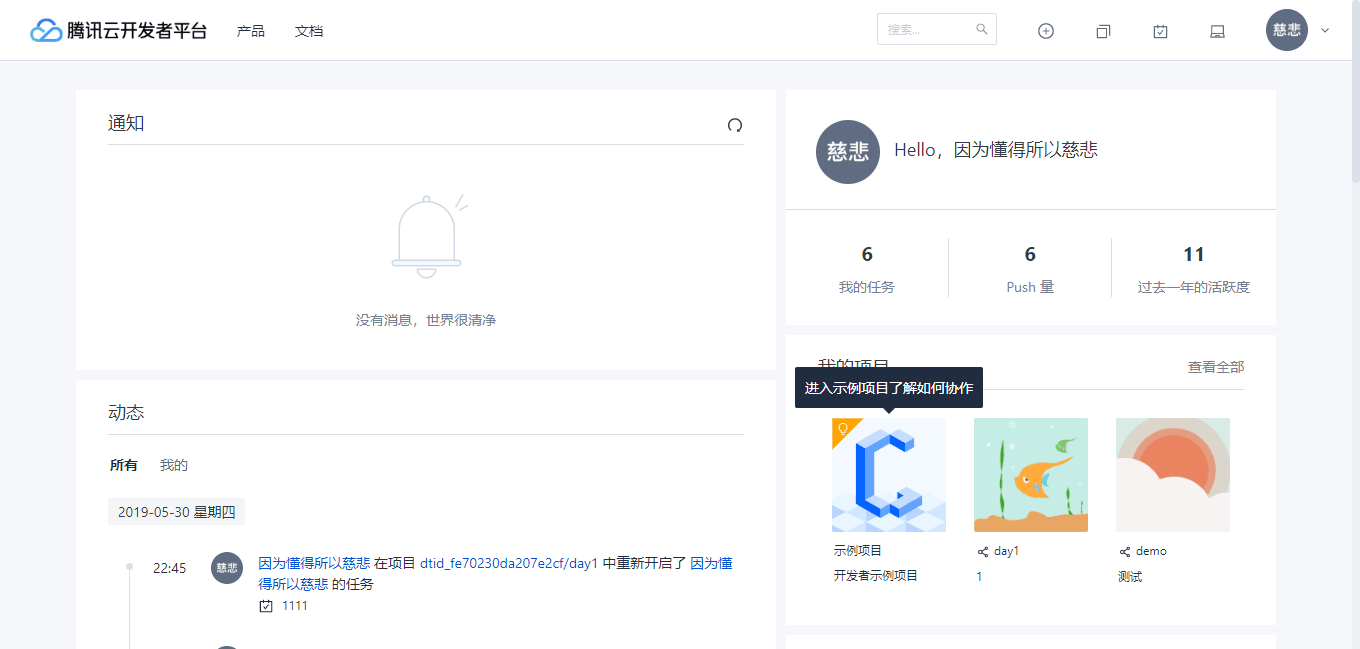 腾讯云开发者平台
产品
文档
搜索...
慈悲
通知
没有消息，世界很清净
动态
所有
我的
2019-05-30 星期四
22:45
慈悲
因为懂得所以慈悲 在项目 dtid_fe70230da207e2cf/day1 中重新开启了 因为懂
得所以慈悲 的任务
1111
慈悲
Hello，因为懂得所以慈悲
6
我的任务
6
Push 量
11
过去一年的活跃度
我的项目
查看全部
进入示例项目了解如何协作
示例项目
开发者示例项目
day1
1
demo
测试